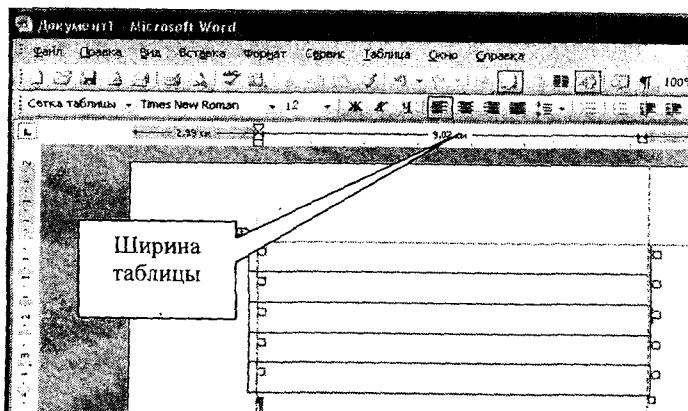 Документ1 - Microsoft Word
Файл Правка Вид Вставка Формат Сервис Таблица Окно Справка
¶ 100%
Сетка таблицы Times New Roman 12 Ж К Ч
2,99 см 9,02 см
Ширина
таблицы